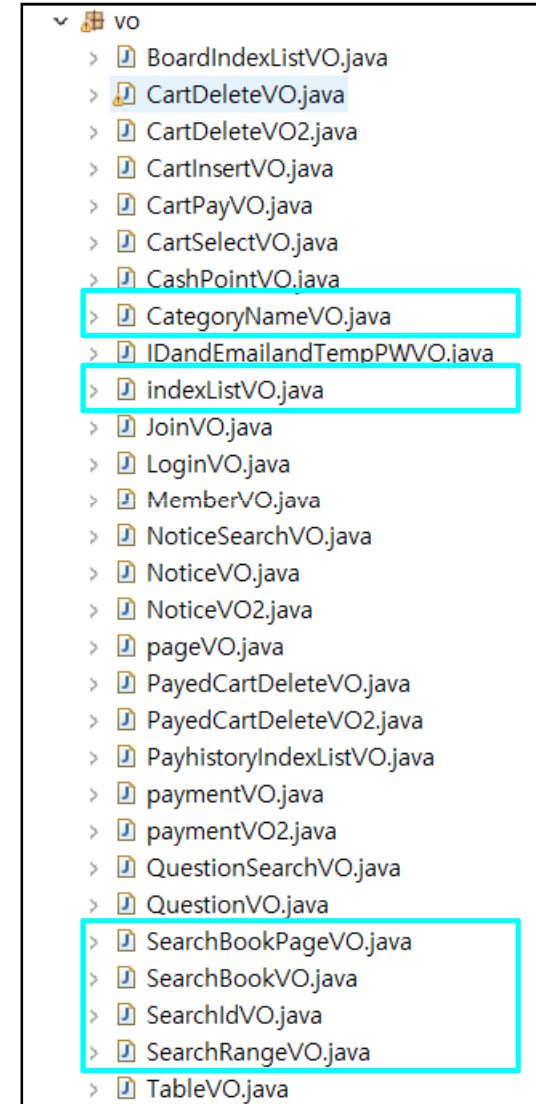 vo
BoardIndexListVO.java
CartDeleteVO.java
CartDeleteVO2.java
CartInsertVO.java
CartPayVO.java
CartSelectVO.java
CashPointVO.java
CategoryNameVO.java
IDandEmailandTempPWVO.java
indexListVO.java
JoinVO.java
LoginVO.java
MemberVO.java
NoticeSearchVO.java
NoticeVO.java
NoticeVO2.java
pageVO.java
PayedCartDeleteVO.java
PayedCartDeleteVO2.java
PayhistoryIndexListVO.java
paymentVO.java
paymentVO2.java
QuestionSearchVO.java
QuestionVO.java
SearchBookPageVO.java
SearchBookVO.java
SearchIdVO.java
SearchRangeVO.java
TableVO.java